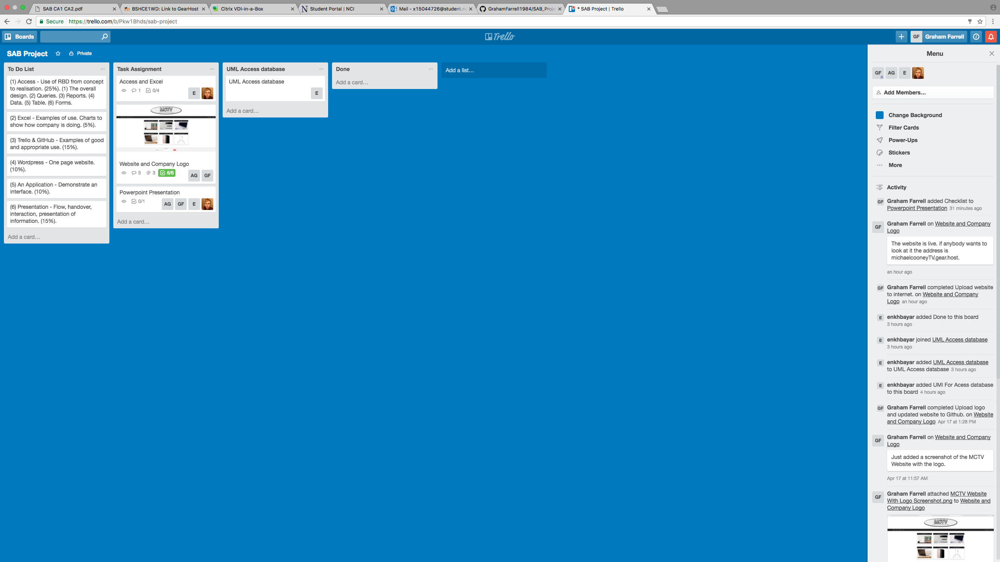 SAB CA1 CA2.pdf
BSHCE1WD: Link to GearHost
Citrix VDI-in-a-Box
Student Portal | NCI
Mail - x15044726@student.nc
GrahamFarrell1984/SAB_Proje
* SAB Project | Trello
Secure
https://trello.com/b/Pkw1Bhds/sab-project
Boards
Trello
GF
Graham Farrell
SAB Project
Private
To Do List
(1) Access - Use of RBD from concept
to realisation. (25%). (1) The overall
design. (2) Queries. (3) Reports. (4)
Data. (5) Table. (6) Forms.
(2) Excel - Examples of use. Charts to
show how company is doing. (5%).
(3) Trello & GitHub - Examples of good
and appropriate use. (15%).
(4) Wordpress - One page website.
(10%).
(5) An Application - Demonstrate an
interface. (10%).
(6) Presentation - Flow, handover,
interaction, presentation of
information. (15%).
Add a card…
Task Assignment
Access and Excel
1
0/4
E
MCTV
Website and Company Logo
5
3
6/6
AG
GF
Powerpoint Presentation
0/1
AG
GF
E
Add a card…
UML Access database
UML Access database
E
Add a card…
Done
Add a card…
Add a list…
Menu
GF
AG
E
Add Members…
Change Background
Filter Cards
Power-Ups
Stickers
More
Activity
GF
Graham Farrell added Checklist to
Powerpoint Presentation 31 minutes ago
GF
Graham Farrell on Website and Company
Logo
The website is live. if anybody wants to
look at it the address is
michaelcooneyTV.gear.host.
an hour ago
GF
Graham Farrell completed Upload website
to internet. on Website and Company
Logo an hour ago
E
enkhbayar added Done to this board
3 hours ago
E
enkhbayar joined UML Access database
3 hours ago
E
enkhbayar added UML Access database
to UML Access database 3 hours ago
E
enkhbayar added UMl For Acess database
to this board 4 hours ago
GF
Graham Farrell completed Upload logo
and updated website to Github. on Website
and Company Logo Apr 17 at 1:28 PM
GF
Graham Farrell on Website and Company
Logo
Just added a screenshot of the MCTV
Website with the logo.
Apr 17 at 11:57 AM
GF
Graham Farrell attached MCTV Website
With Logo Screenshot.png to Website and
Company Logo
MCTV